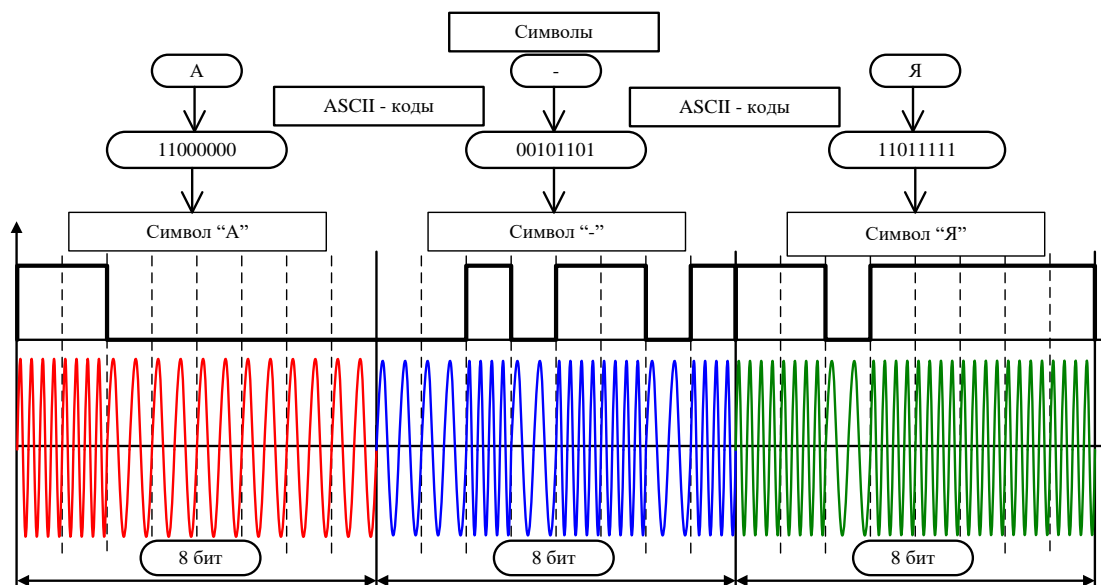 Символы
А
-
Я
ASCII - коды
ASCII - коды
11000000
00101101
11011111
Символ “А”
Символ “-”
Символ “Я”
8 бит
8 бит
8 бит